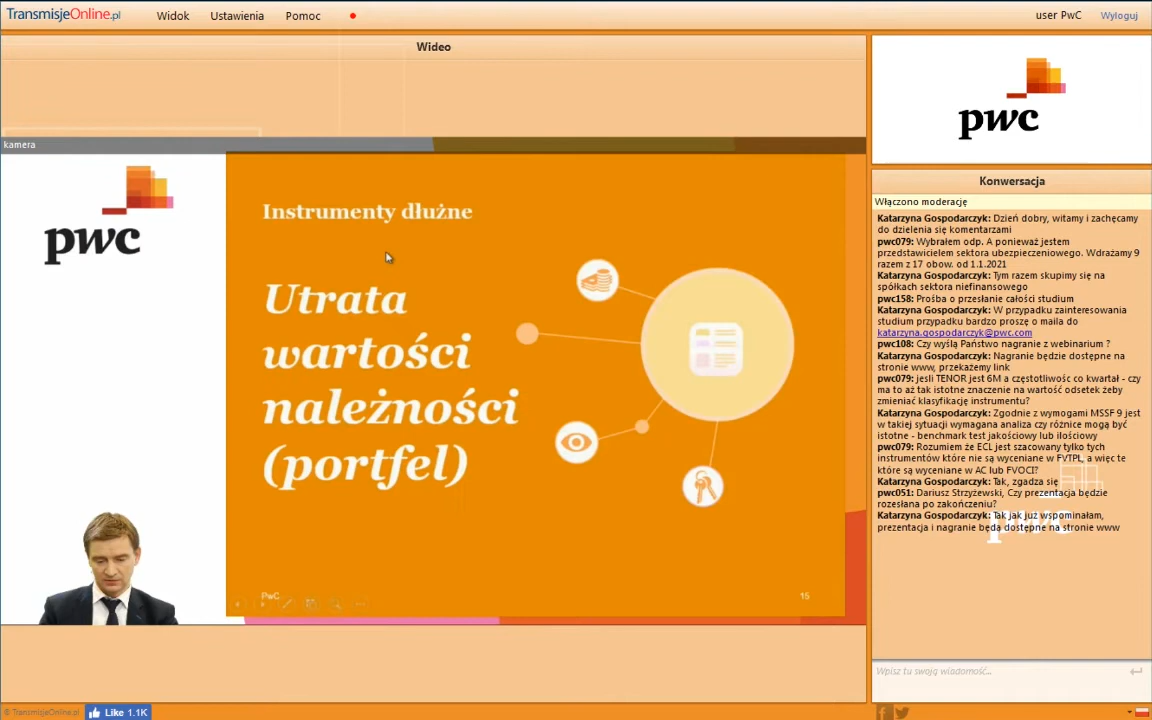 TransmisjeOnline.pl
Widok
Ustawienia
Pomoc
user PwC
Wyloguj
Wideo
kamera
pwc
Instrumenty dłużne
Utrata
wartości
należności
(portfel)
PwC
15
pwc
Konwersacja
Włączono moderację
Katarzyna Gospodarczyk: Dzień dobry, witamy i zachęcamy
do dzielenia się komentarzami
pwc079: Wybrałem odp. A ponieważ jestem
przedstawicielem sektora ubezpieczeniowego. Wdrażamy 9
razem z 17 obow. od 1.1.2021
Katarzyna Gospodarczyk: Tym razem skupimy się na
spółkach sektora niefinansowego
pwc158: Prośba o przesłanie całości studium
Katarzyna Gospodarczyk: W przypadku zainteresowania
studium przypadku bardzo proszę o maila do
katarzyna.gospodarczyk@pwc.com
pwc108: Czy wyślą Państwo nagranie z webinarium ?
Katarzyna Gospodarczyk: Nagranie będzie dostępne na
stronie www, przekażemy link
pwc079: jesli TENOR jest 6M a częstotliwośc co kwartał - czy
ma to aż tak istotne znaczenie na wartość odsetek żeby
zmieniać klasyfikację instrumentu?
Katarzyna Gospodarczyk: Zgodnie z wymogami MSSF 9 jest
w takiej sytuacji wymagana analiza czy różnice mogą być
istotne - benchmark test jakościowy lub ilościowy
pwc079: Rozumiem że ECL jest szacowany tylko tych
instrumentów które nie są wyceniane w FVTPL, a więc te
które są wyceniane w AC lub FVOCI?
Katarzyna Gospodarczyk: Tak, zgadza się
pwc051: Dariusz Strzyżewski, Czy prezentacja będzie
rozesłana po zakończeniu?
Katarzyna Gospodarczyk: Tak jak już wspominałam,
prezentacja i nagranie będą dostępne na stronie www
pwc
Wpisz tu swoją wiadomość...
© TransmisjeOnline.pl
Like 1.1K